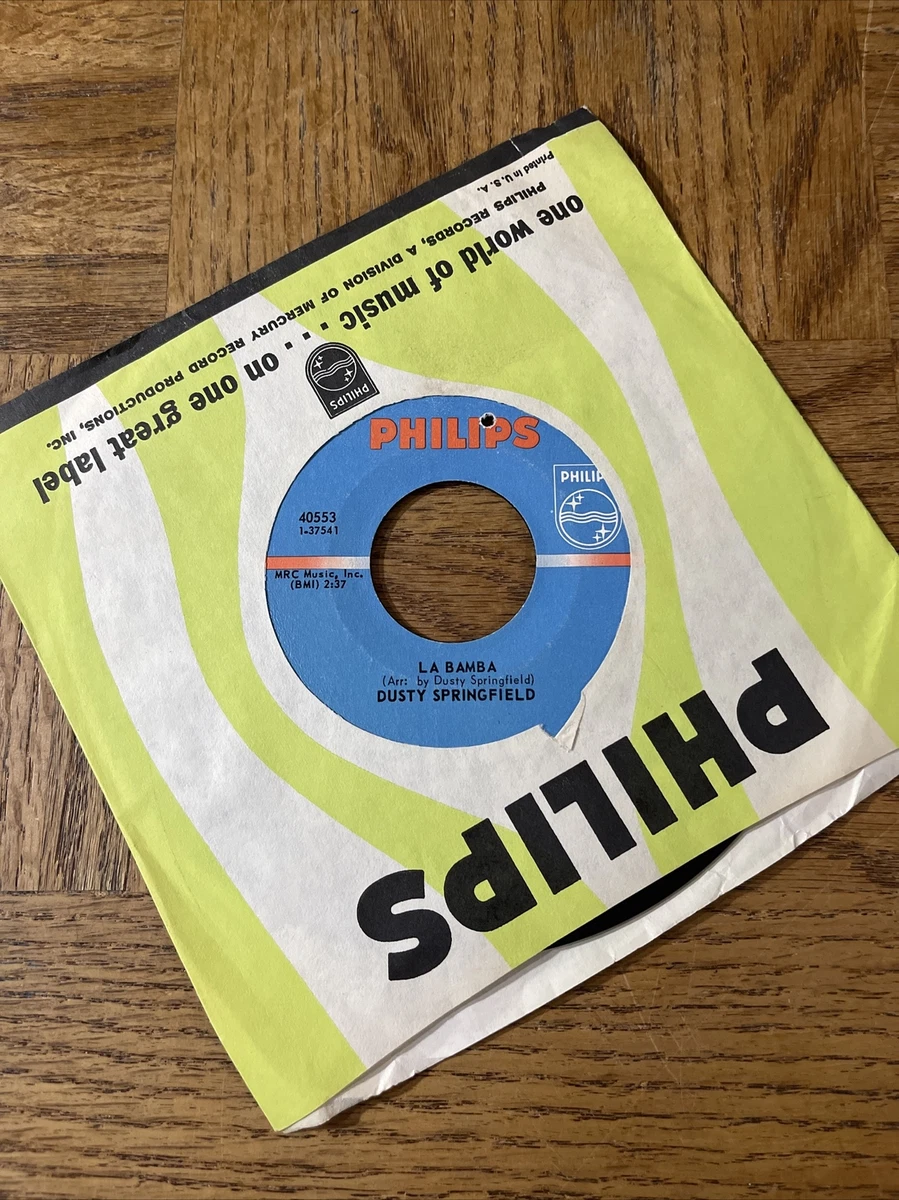 Printed in U. S. A.
PHILIPS RECORDS, A DIVISION OF MERCURY RECORD PRODUCTIONS, INC.
one world of music . . . . on one great label
PHILIPS
PHILIPS
PHILIP
40553
1-37541
MRC Music, Inc.
(BMI) 2:37
LA BAMBA
(Arr: by Dusty Springfield)
DUSTY SPRINGFIELD
PHILIPS